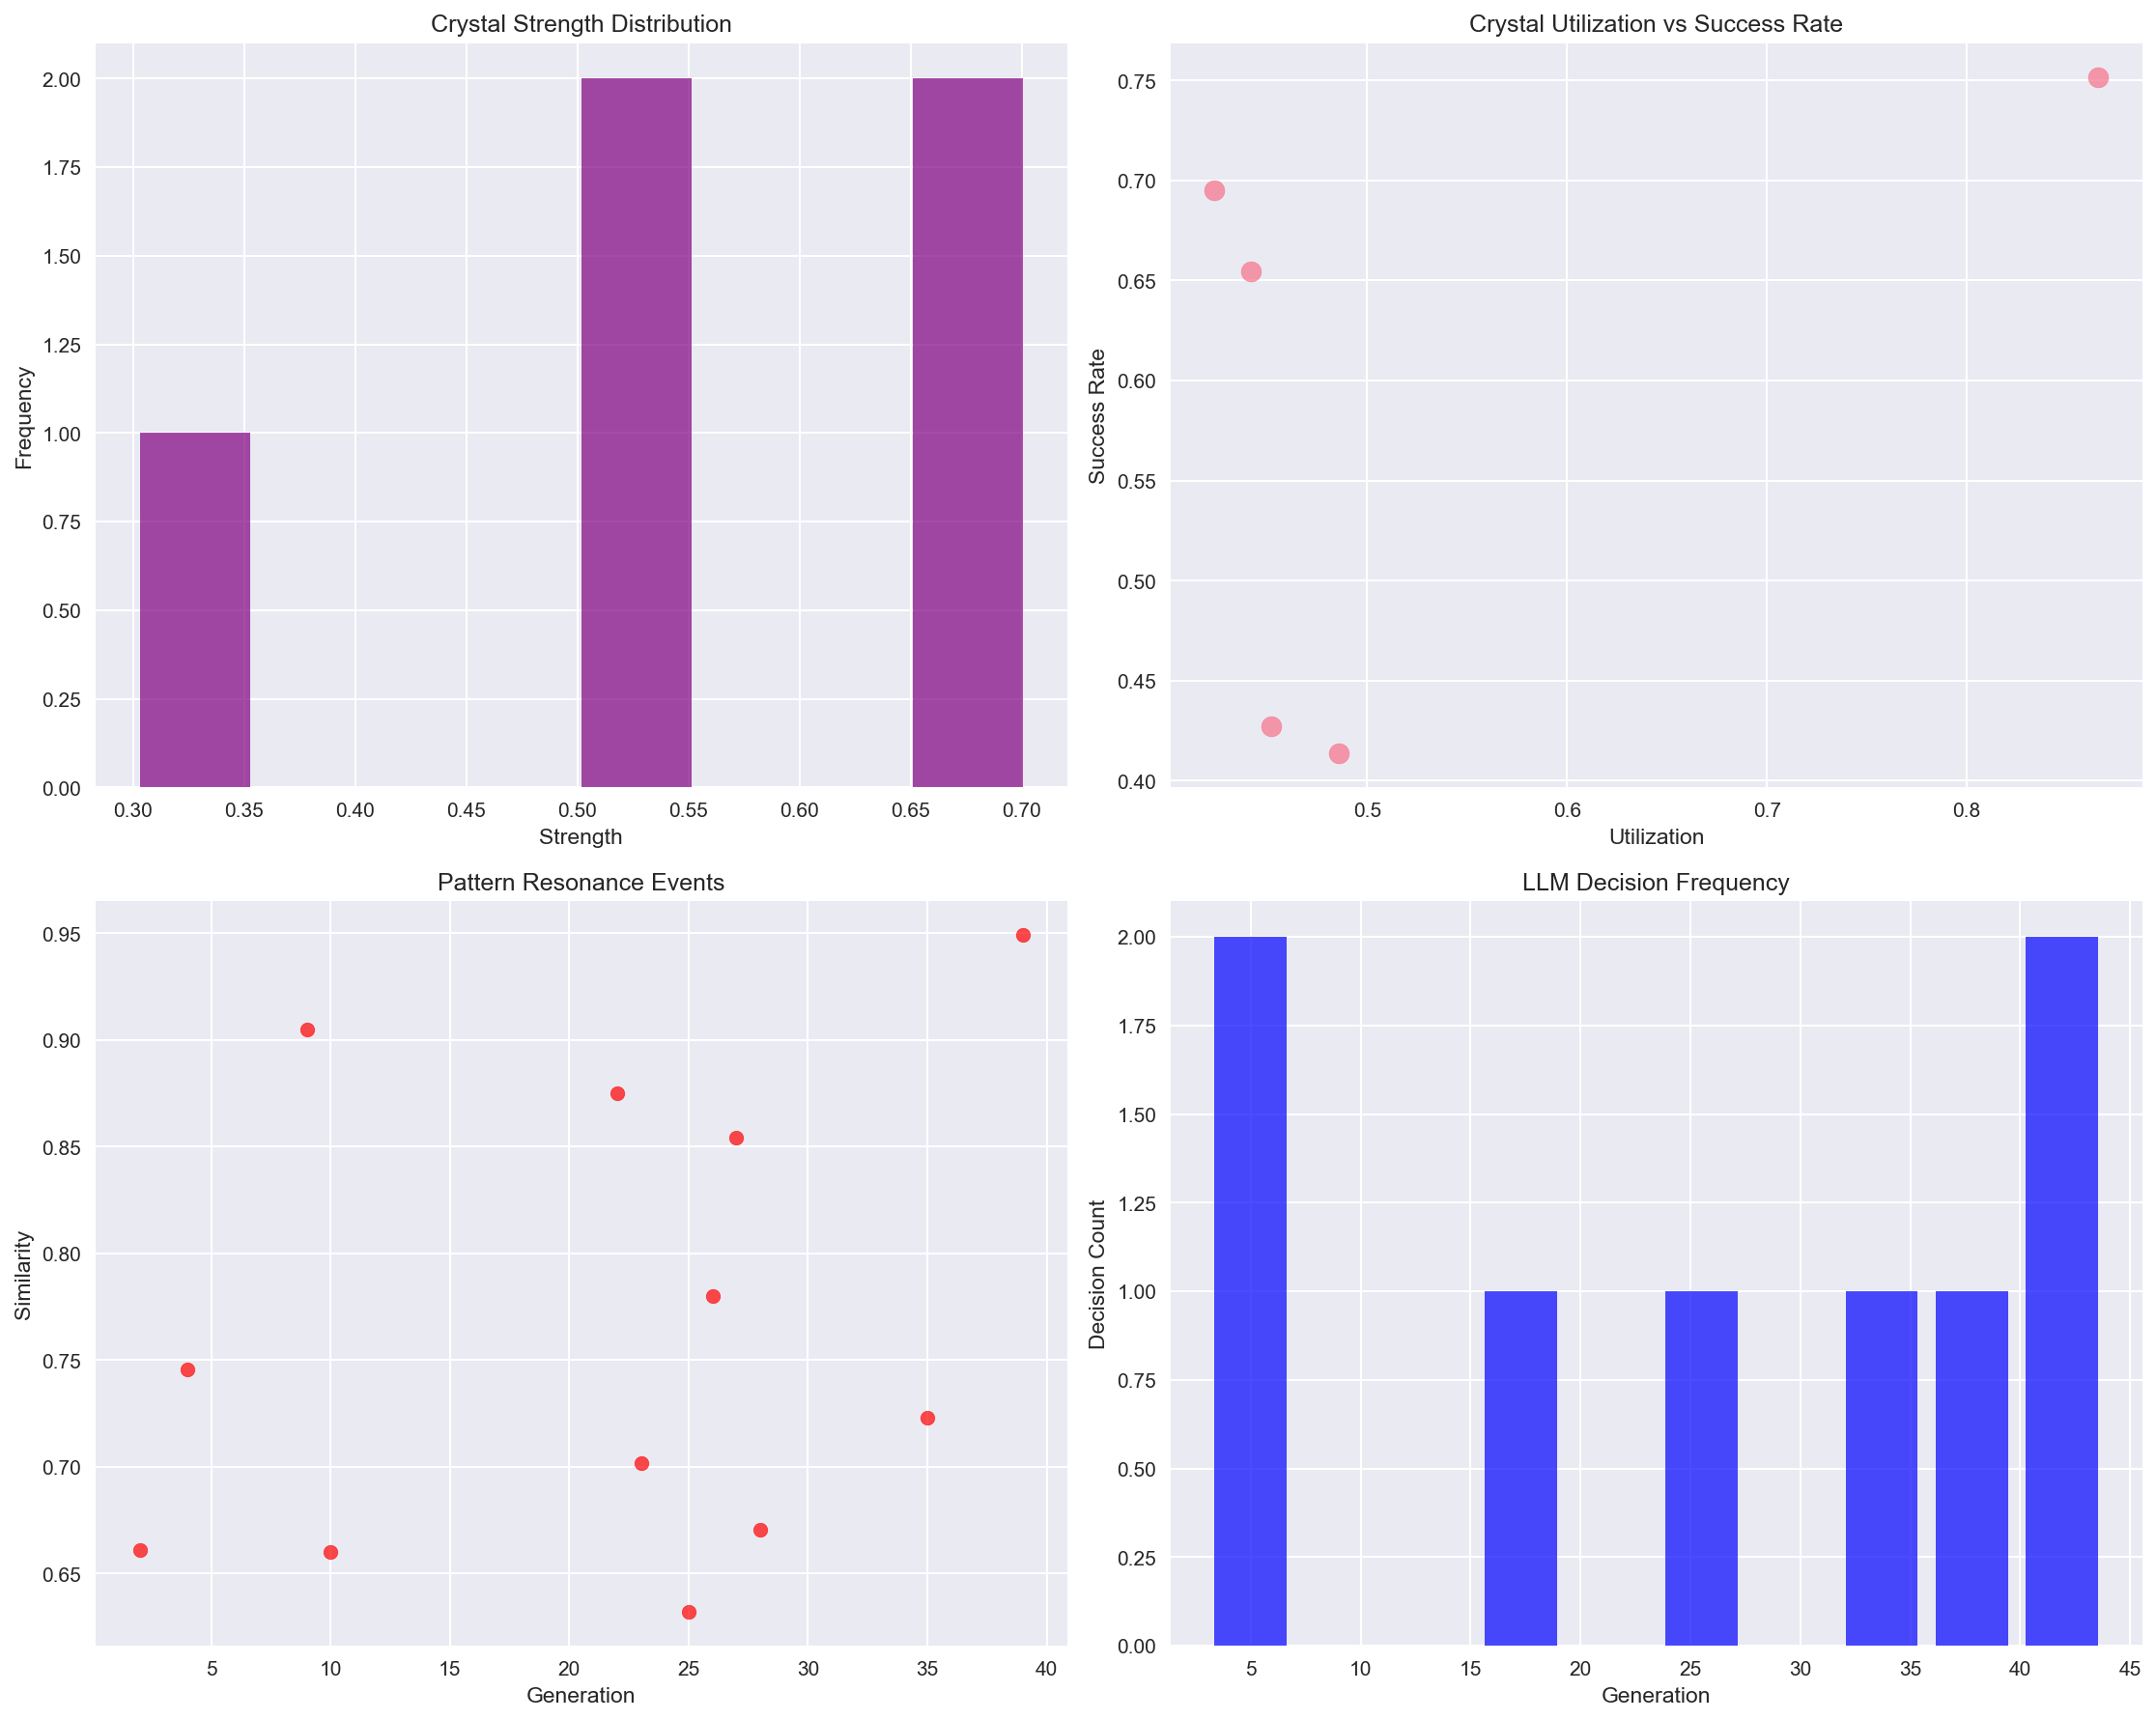 Crystal Strength Distribution
2.00
1.75
1.50
1.25
1.00
0.75
0.50
0.25
0.00
Frequency
0.30 0.35 0.40 0.45 0.50 0.55 0.60 0.65 0.70
Strength
Crystal Utilization vs Success Rate
0.75
0.70
0.65
0.60
0.55
0.50
0.45
0.40
Success Rate
0.5 0.6 0.7 0.8
Utilization
Pattern Resonance Events
0.95
0.90
0.85
0.80
0.75
0.70
0.65
Similarity
5 10 15 20 25 30 35 40
Generation
LLM Decision Frequency
2.00
1.75
1.50
1.25
1.00
0.75
0.50
0.25
0.00
Decision Count
5 10 15 20 25 30 35 40 45
Generation